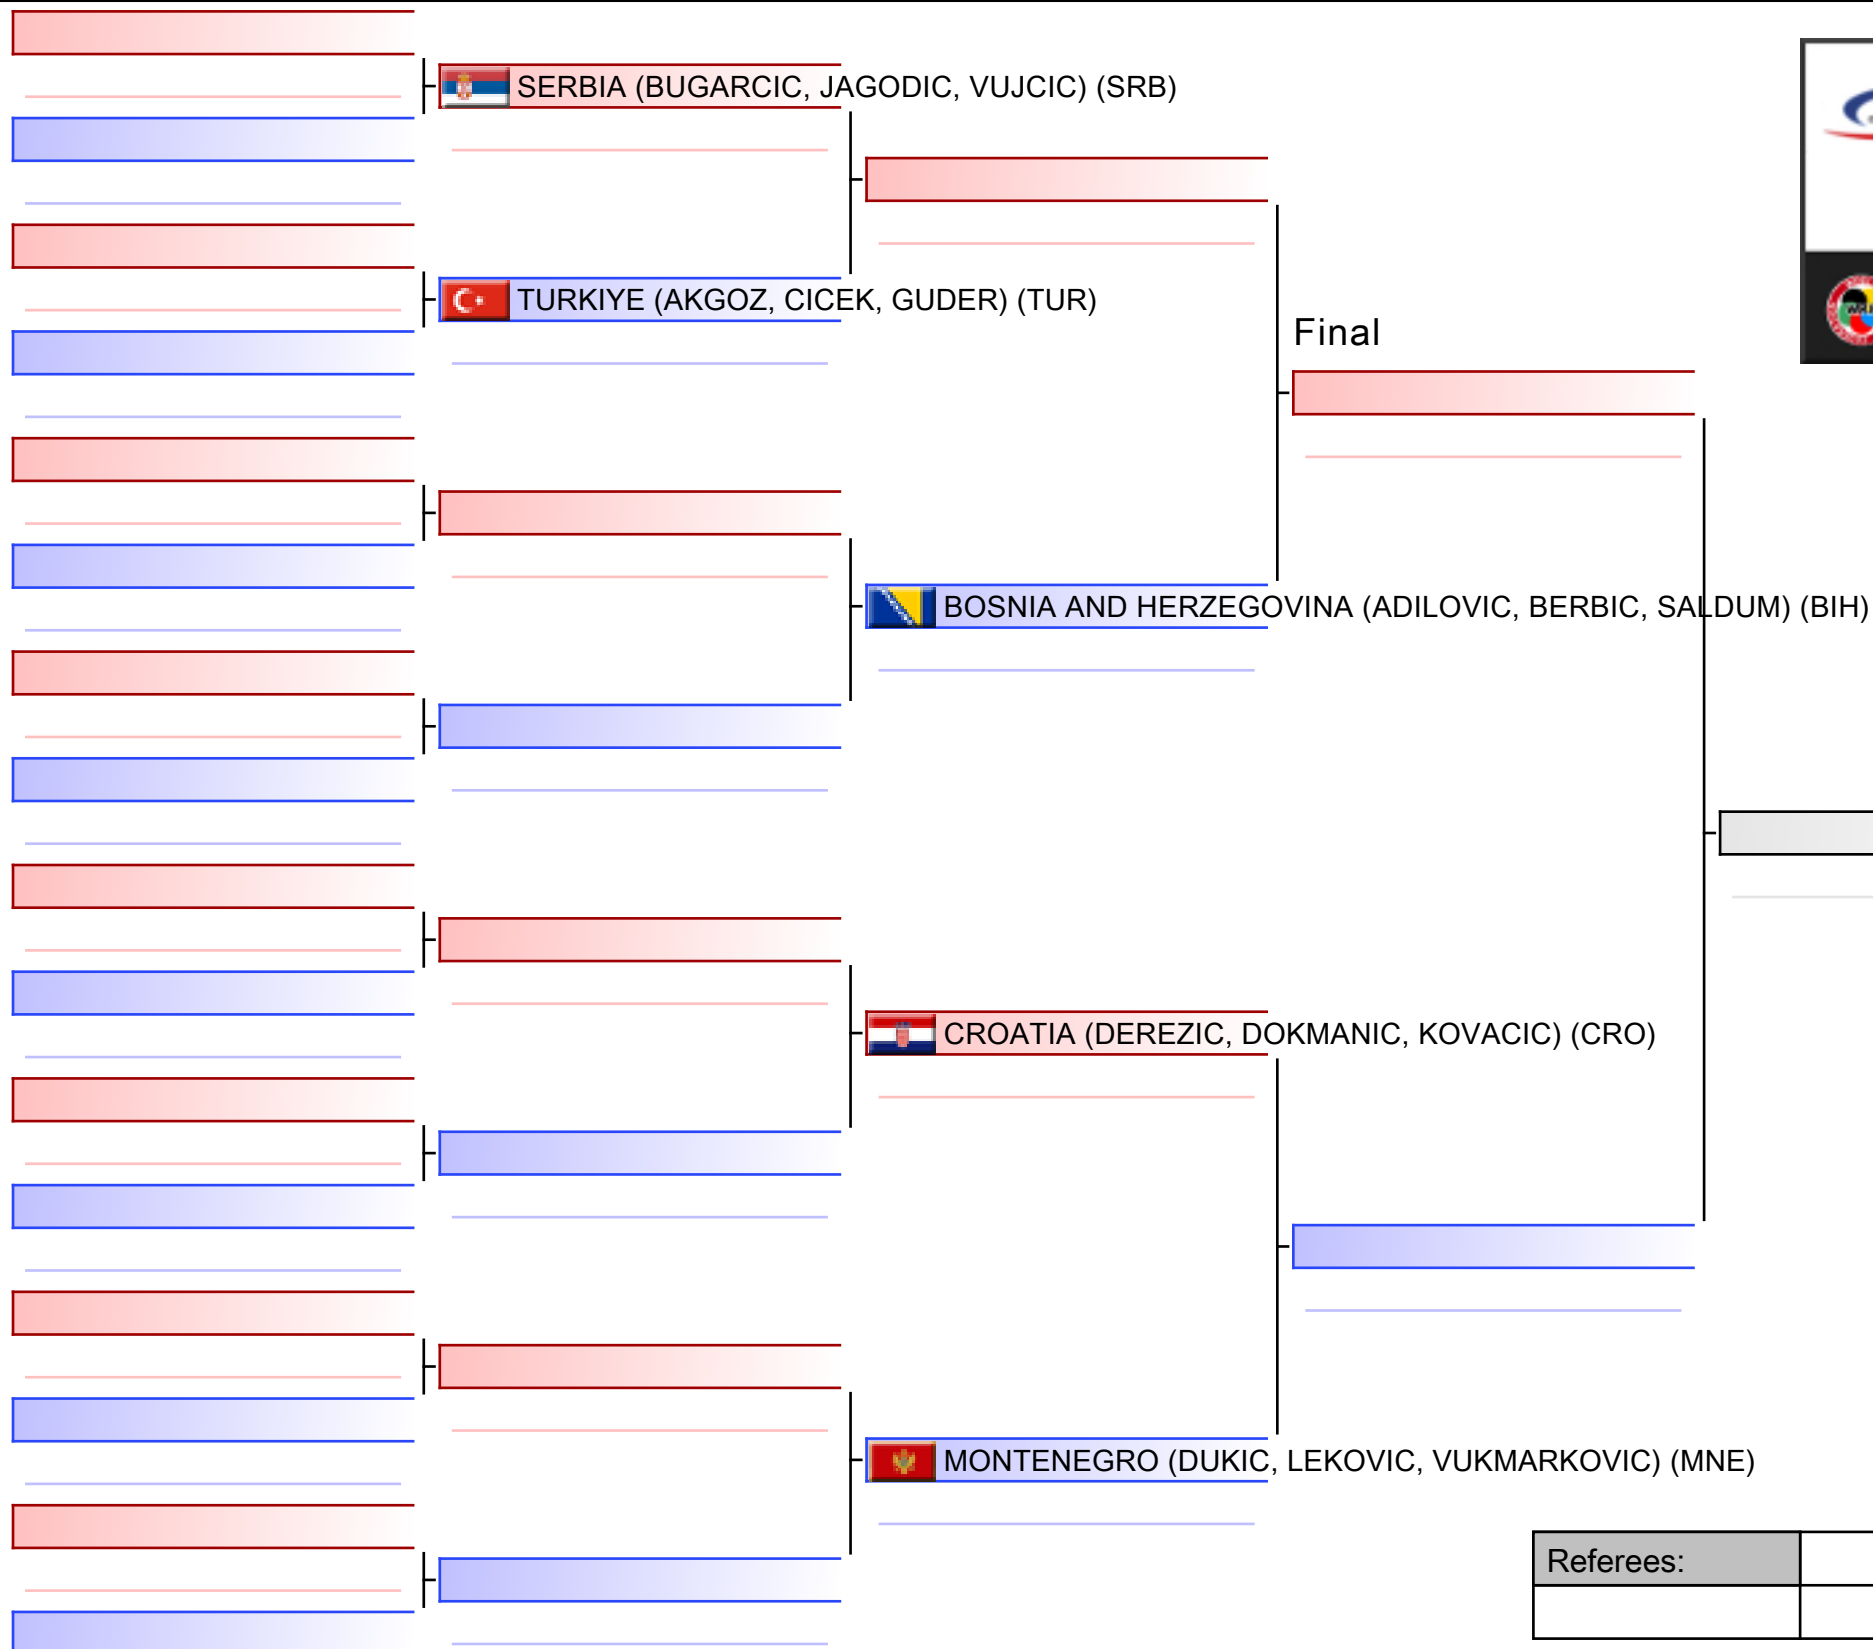 SERBIA (BUGARCIC, JAGODIC, VUJCIC) (SRB)
TURKIYE (AKGOZ, CICEK, GUDER) (TUR)
Final
BOSNIA AND HERZEGOVINA (ADILOVIC, BERBIC, SALDUM) (BIH)
CROATIA (DEREZIC, DOKMANIC, KOVACIC) (CRO)
MONTENEGRO (DUKIC, LEKOVIC, VUKMARKOVIC) (MNE)
Referees: